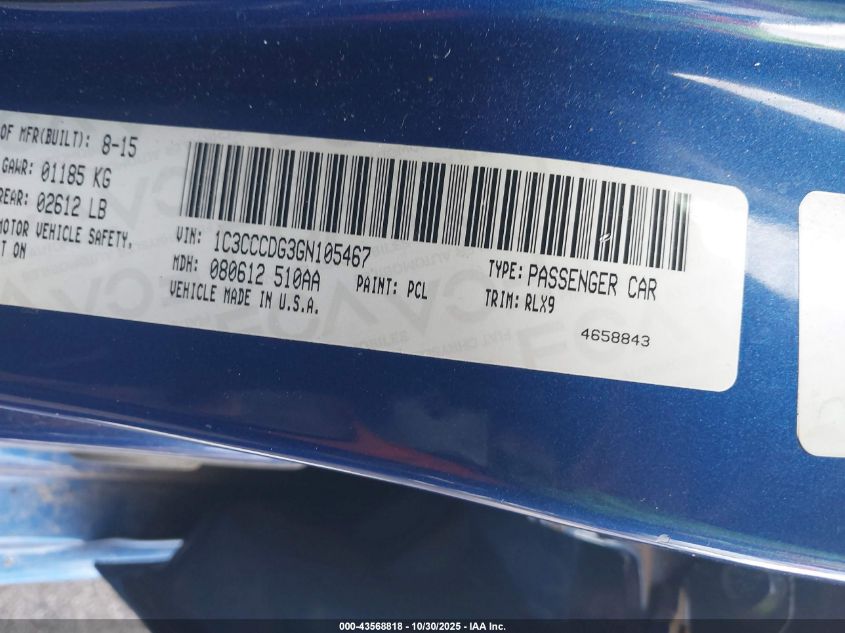 OF MFR(BUILT): 8-15
GAWR: 01185 KG
REAR: 02612 LB
MOTOR VEHICLE SAFETY,
T ON
VIN: 1C3CCCDG3GN105467
MDH: 080612 510AA
PAINT: PCL
VEHICLE MADE IN U.S.A.
TYPE: PASSENGER CAR
TRIM: RLX9
4658843
000-43568818 - 10/30/2025 - IAA Inc.